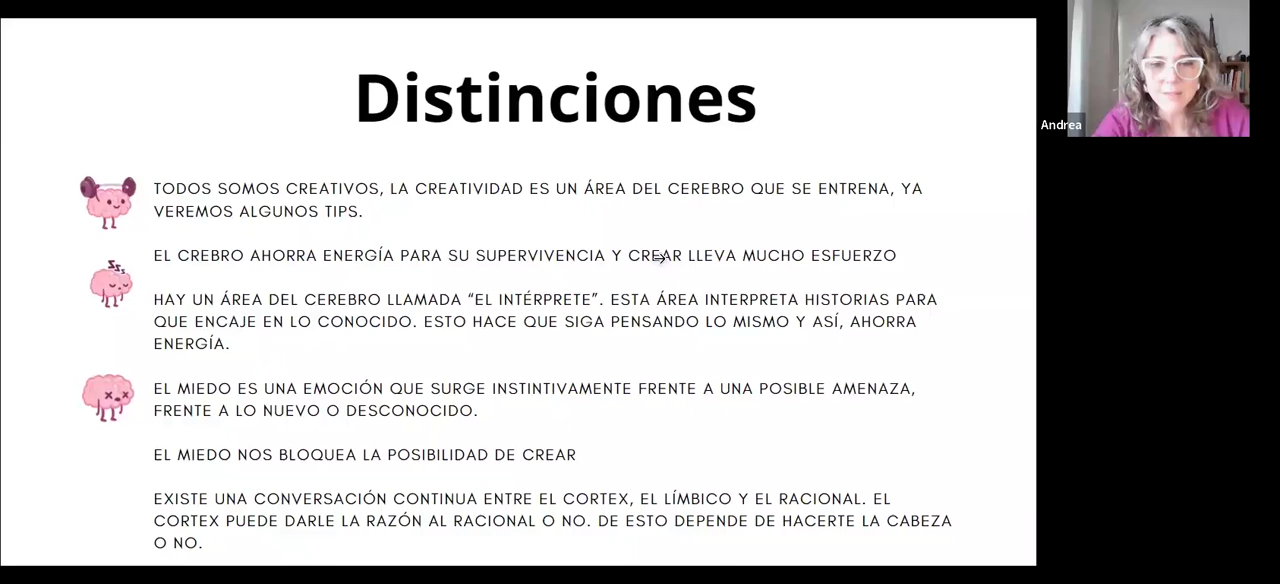 Distinciones
Andrea
TODOS SOMOS CREATIVOS, LA CREATIVIDAD ES UN ÁREA DEL CEREBRO QUE SE ENTRENA, YA
VEREMOS ALGUNOS TIPS.
EL CREBRO AHORRA ENERGÍA PARA SU SUPERVIVENCIA Y CREAR LLEVA MUCHO ESFUERZO
HAY UN ÁREA DEL CEREBRO LLAMADA “EL INTÉRPRETE”. ESTA ÁREA INTERPRETA HISTORIAS PARA
QUE ENCAJE EN LO CONOCIDO. ESTO HACE QUE SIGA PENSANDO LO MISMO Y ASÍ, AHORRA
ENERGÍA.
EL MIEDO ES UNA EMOCIÓN QUE SURGE INSTINTIVAMENTE FRENTE A UNA POSIBLE AMENAZA,
FRENTE A LO NUEVO O DESCONOCIDO.
EL MIEDO NOS BLOQUEA LA POSIBILIDAD DE CREAR
EXISTE UNA CONVERSACIÓN CONTINUA ENTRE EL CORTEX, EL LÍMBICO Y EL RACIONAL. EL
CORTEX PUEDE DARLE LA RAZÓN AL RACIONAL O NO. DE ESTO DEPENDE DE HACERTE LA CABEZA
O NO.